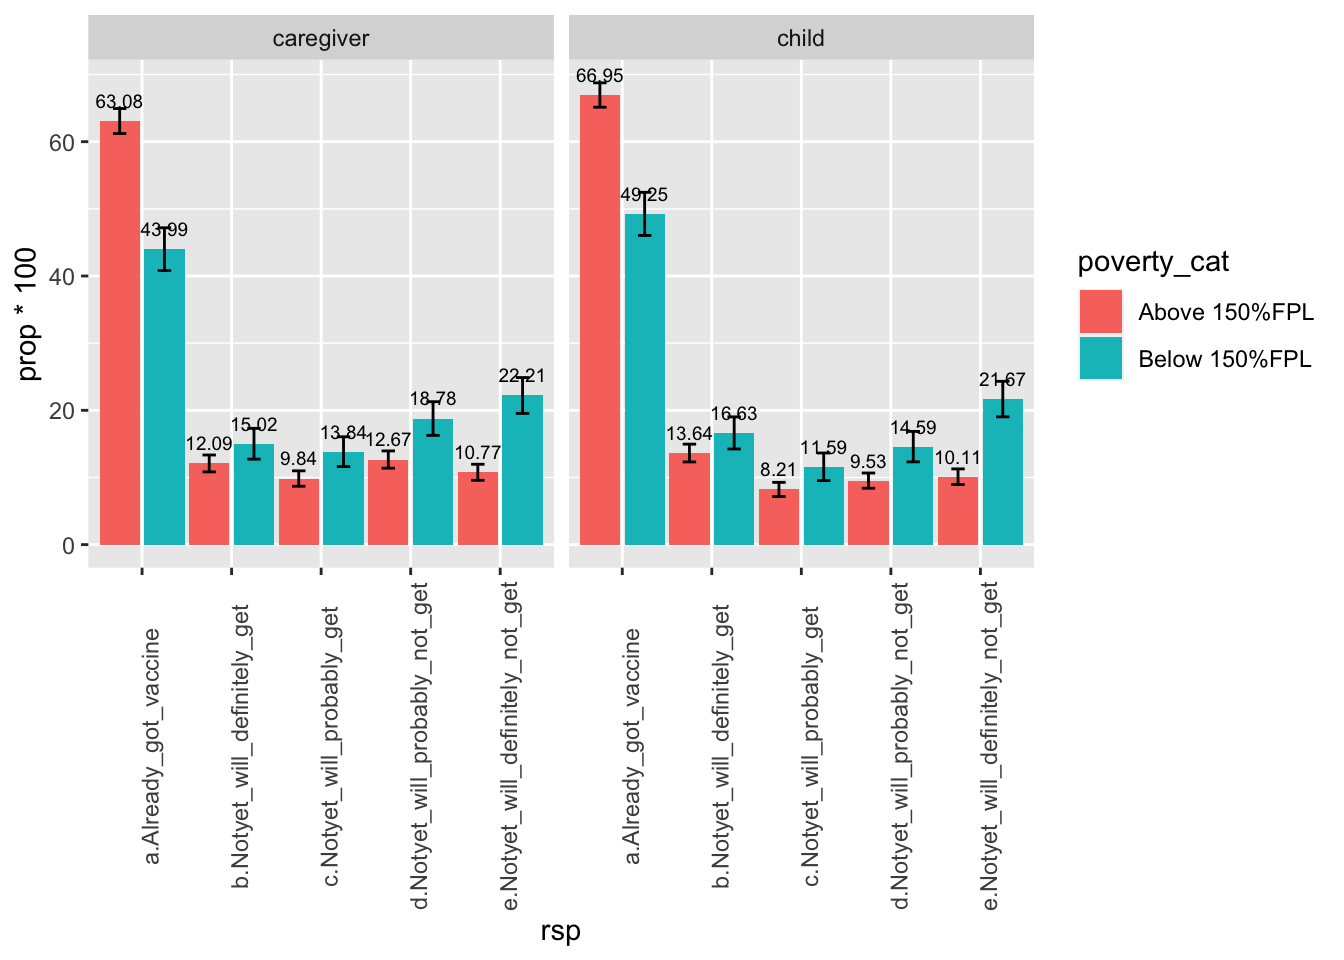 caregiver
child
prop * 100
60
40
20
0
63.08
43.99
12.09
15.02
9.84
13.84
12.67
18.78
10.77
22.21
66.95
49.25
13.64
16.63
8.21
11.59
9.53
14.59
10.11
21.67
a.Already_got_vaccine
b.Notyet_will_definitely_get
c.Notyet_will_probably_get
d.Notyet_will_probably_not_get
e.Notyet_will_definitely_not_get
a.Already_got_vaccine
b.Notyet_will_definitely_get
c.Notyet_will_probably_get
d.Notyet_will_probably_not_get
e.Notyet_will_definitely_not_get
rsp
poverty_cat
Above 150%FPL
Below 150%FPL